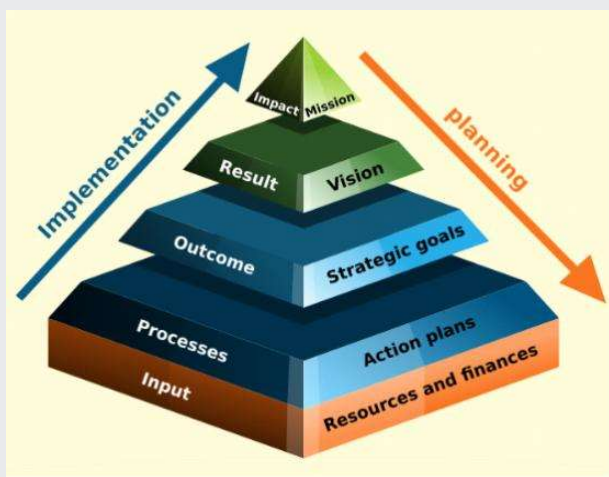 Implementation
planning
Impact
Mission
Result
Vision
Outcome
Strategic goals
Processes
Action plans
Input
Resources and finances